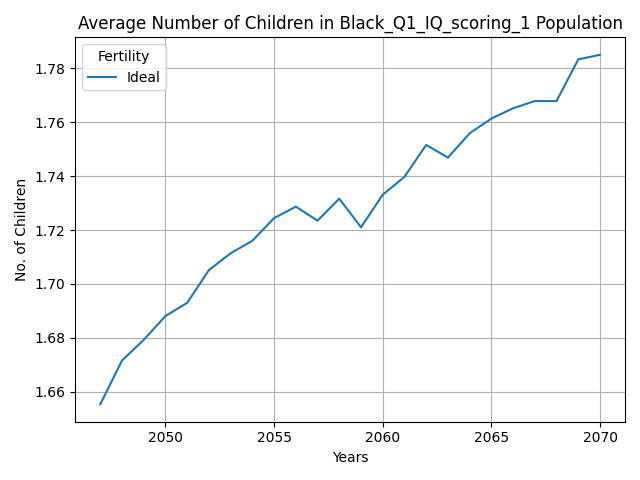 Average Number of Children in Black_Q1_IQ_scoring_1 Population
Fertility
Ideal
No. of Children
1.78
1.76
1.74
1.72
1.70
1.68
1.66
2050 2055 2060 2065 2070
Years